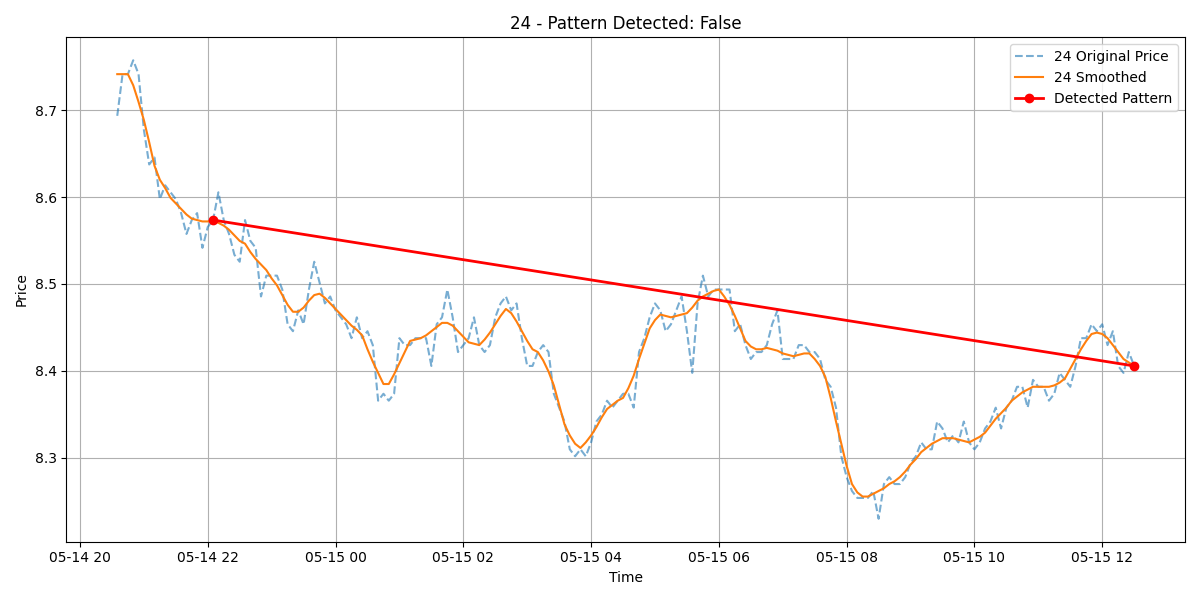 24 - Pattern Detected: False
24 Original Price
24 Smoothed
Detected Pattern
Price
8.7
8.6
8.5
8.4
8.3
05-14 20
05-14 22
05-15 00
05-15 02
05-15 04
05-15 06
05-15 08
05-15 10
05-15 12
Time